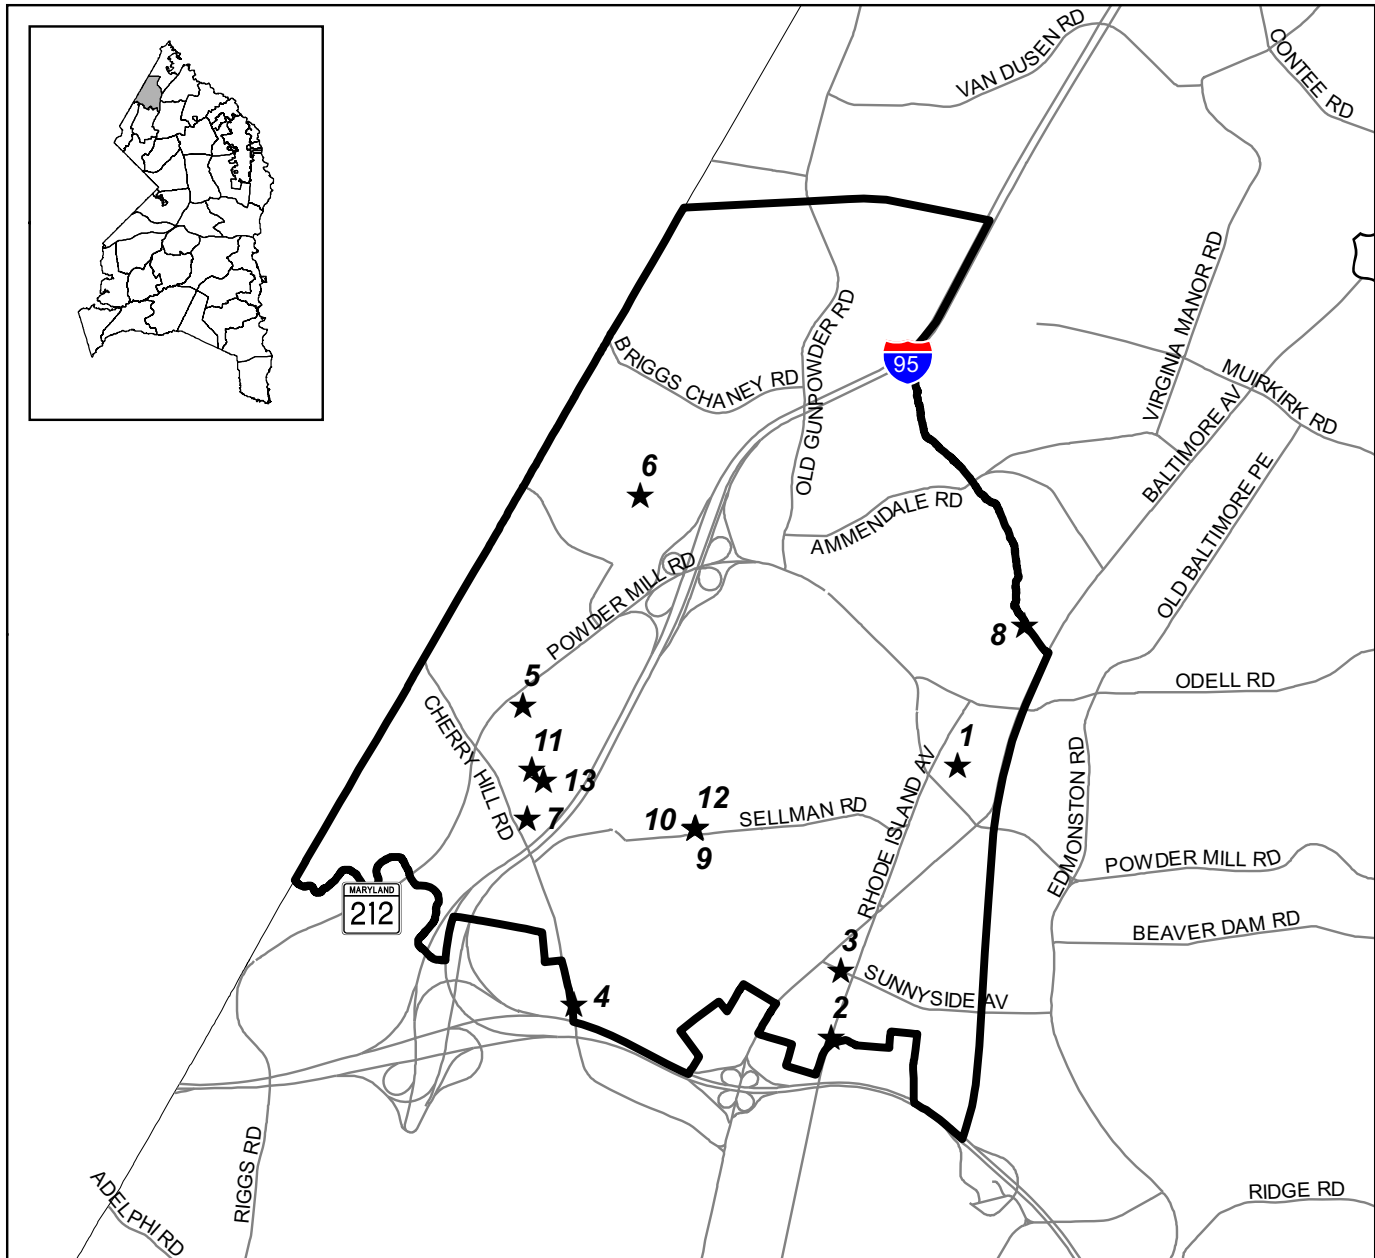 VAN DUSEN RD
CONTEE RD
VIRGINIA MANOR RD
OLD GUNPOWDER RD
BRIGGS CHANEY RD
95
MUIRKIRK RD
BALTIMORE AV
OLD BALTIMORE PE
6
AMMENDALE RD
POWDER MILL RD
8
5
ODELL RD
CHERRY HILL RD
11
13
7
1
RHODE ISLAND AV
EDMONSTON RD
12
10
SELLMAN RD
9
POWDER MILL RD
MARYLAND
212
BEAVER DAM RD
3
SUNNYSIDE AV
4
2
RIGGS RD
ADELPHI RD
RIDGE RD